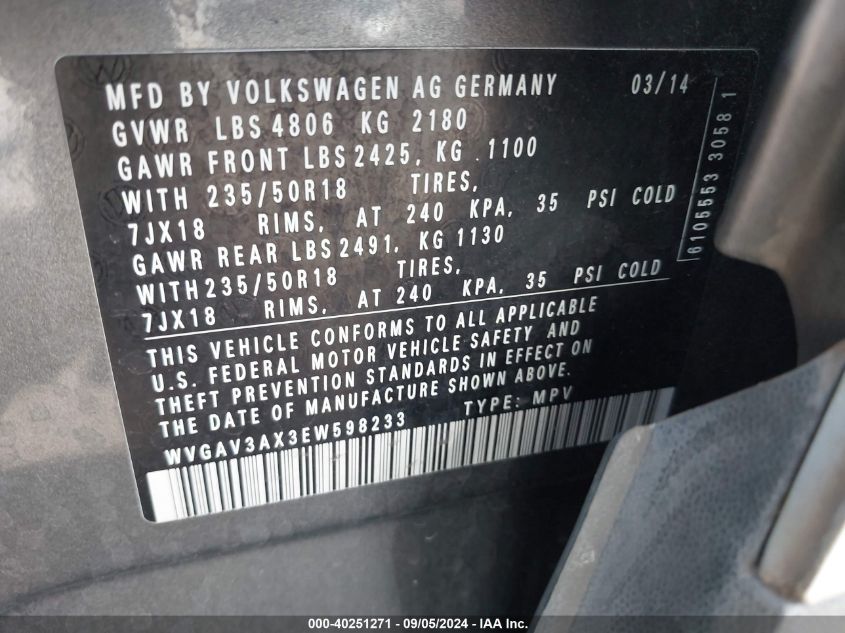 MFD BY VOLKSWAGEN AG GERMANY 03/14
GVWR LBS 4806 KG 2180
GAWR FRONT LBS 2425, KG .1100
WITH 235/50R18 TIRES,
7JX18 RIMS, AT 240 KPA, 35 PSI COLD
GAWR REAR LBS 2491, KG 1130
WITH 235/50R18 TIRES,
7JX18 RIMS, AT 240 KPA, 35 PSI COLD
THIS VEHICLE CONFORMS TO ALL APPLICABLE
U.S. FEDERAL MOTOR VEHICLE SAFETY AND
THEFT PREVENTION STANDARDS IN EFFECT ON
THE DATE OF MANUFACTURE SHOWN ABOVE.
WVGAV3AX3EW598233 TYPE: MPV
6105553 3058 1
000-40251271 - 09/05/2024 - IAA Inc.